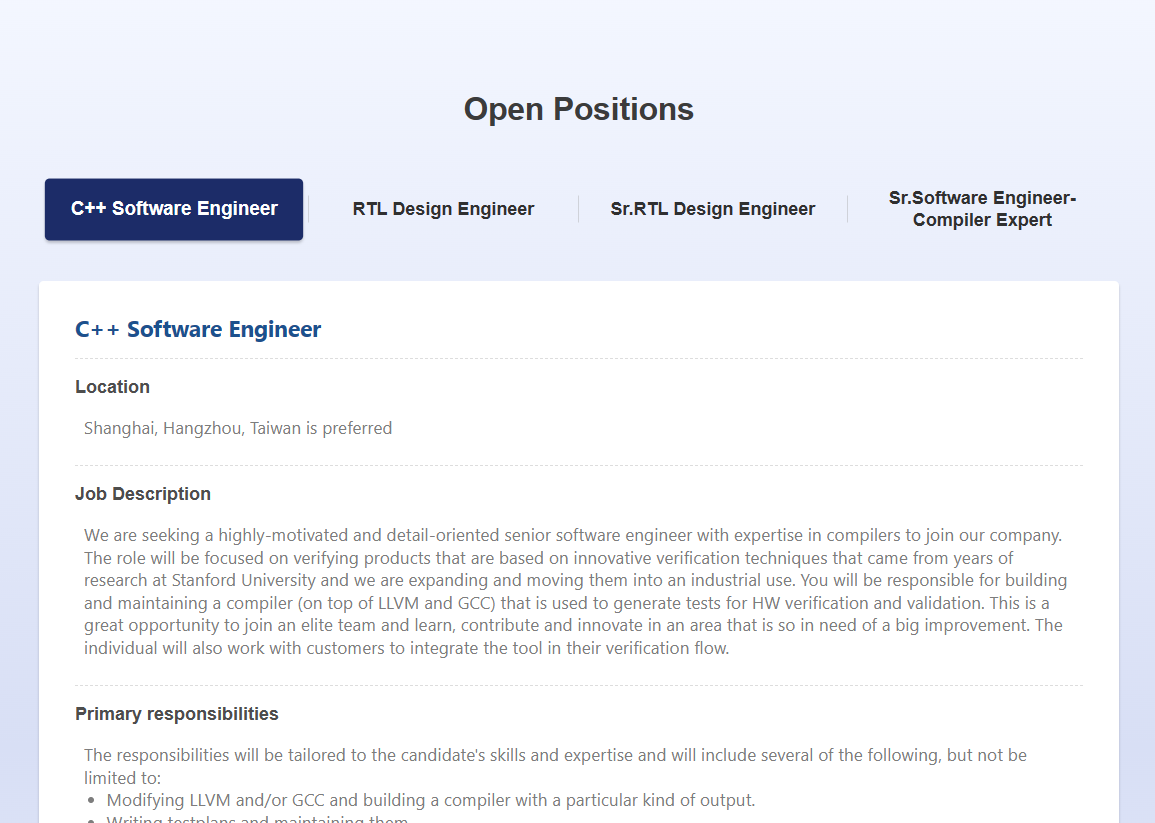 Open Positions
C++ Software Engineer
RTL Design Engineer
Sr.RTL Design Engineer
Sr.Software Engineer-
Compiler Expert
C++ Software Engineer
Location
Shanghai, Hangzhou, Taiwan is preferred
Job Description
We are seeking a highly-motivated and detail-oriented senior software engineer with expertise in compilers to join our company.
The role will be focused on verifying products that are based on innovative verification techniques that came from years of
research at Stanford University and we are expanding and moving them into an industrial use. You will be responsible for building
and maintaining a compiler (on top of LLVM and GCC) that is used to generate tests for HW verification and validation. This is a
great opportunity to join an elite team and learn, contribute and innovate in an area that is so in need of a big improvement. The
individual will also work with customers to integrate the tool in their verification flow.
Primary responsibilities
The responsibilities will be tailored to the candidate's skills and expertise and will include several of the following, but not be
limited to:
• Modifying LLVM and/or GCC and building a compiler with a particular kind of output.
• Writing testplans and maintaining them